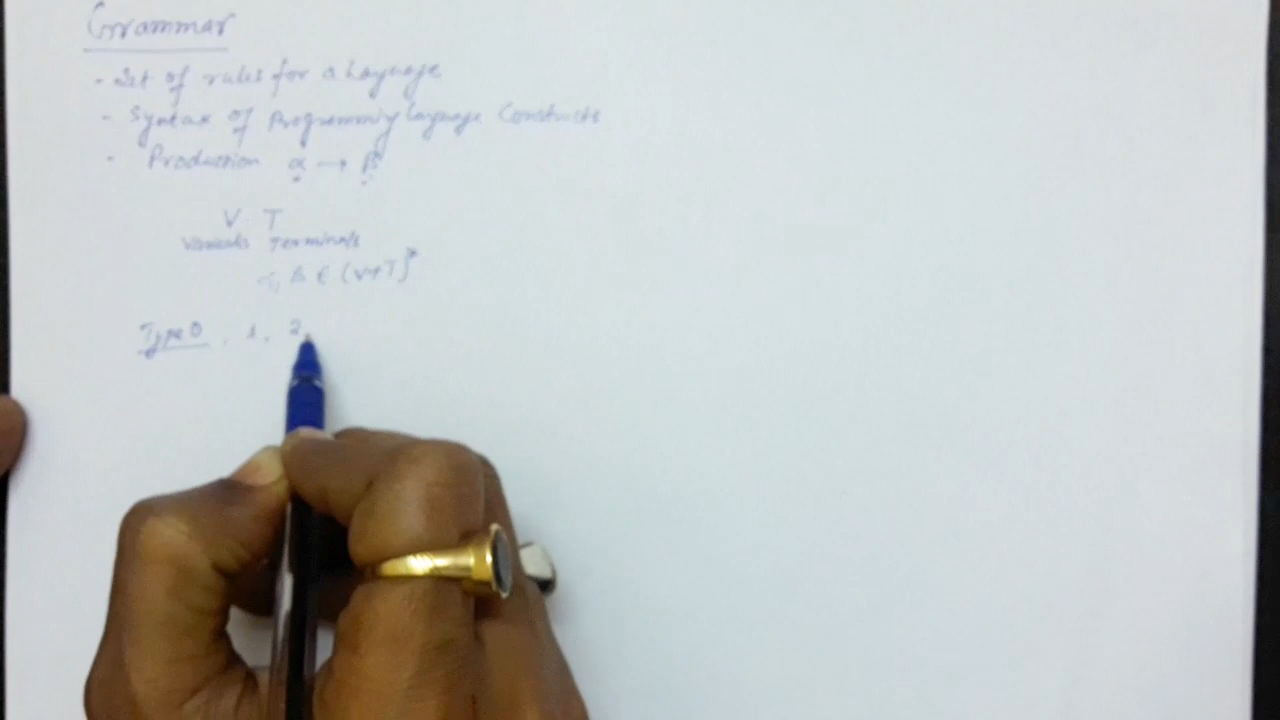 Grammar
- Set of rules for a Language
- Syntax of Programming Language Constructs
- Production α → β
V T
Variables Terminals
α, β ∈ (V+T)*
Type 0, 1, 2,